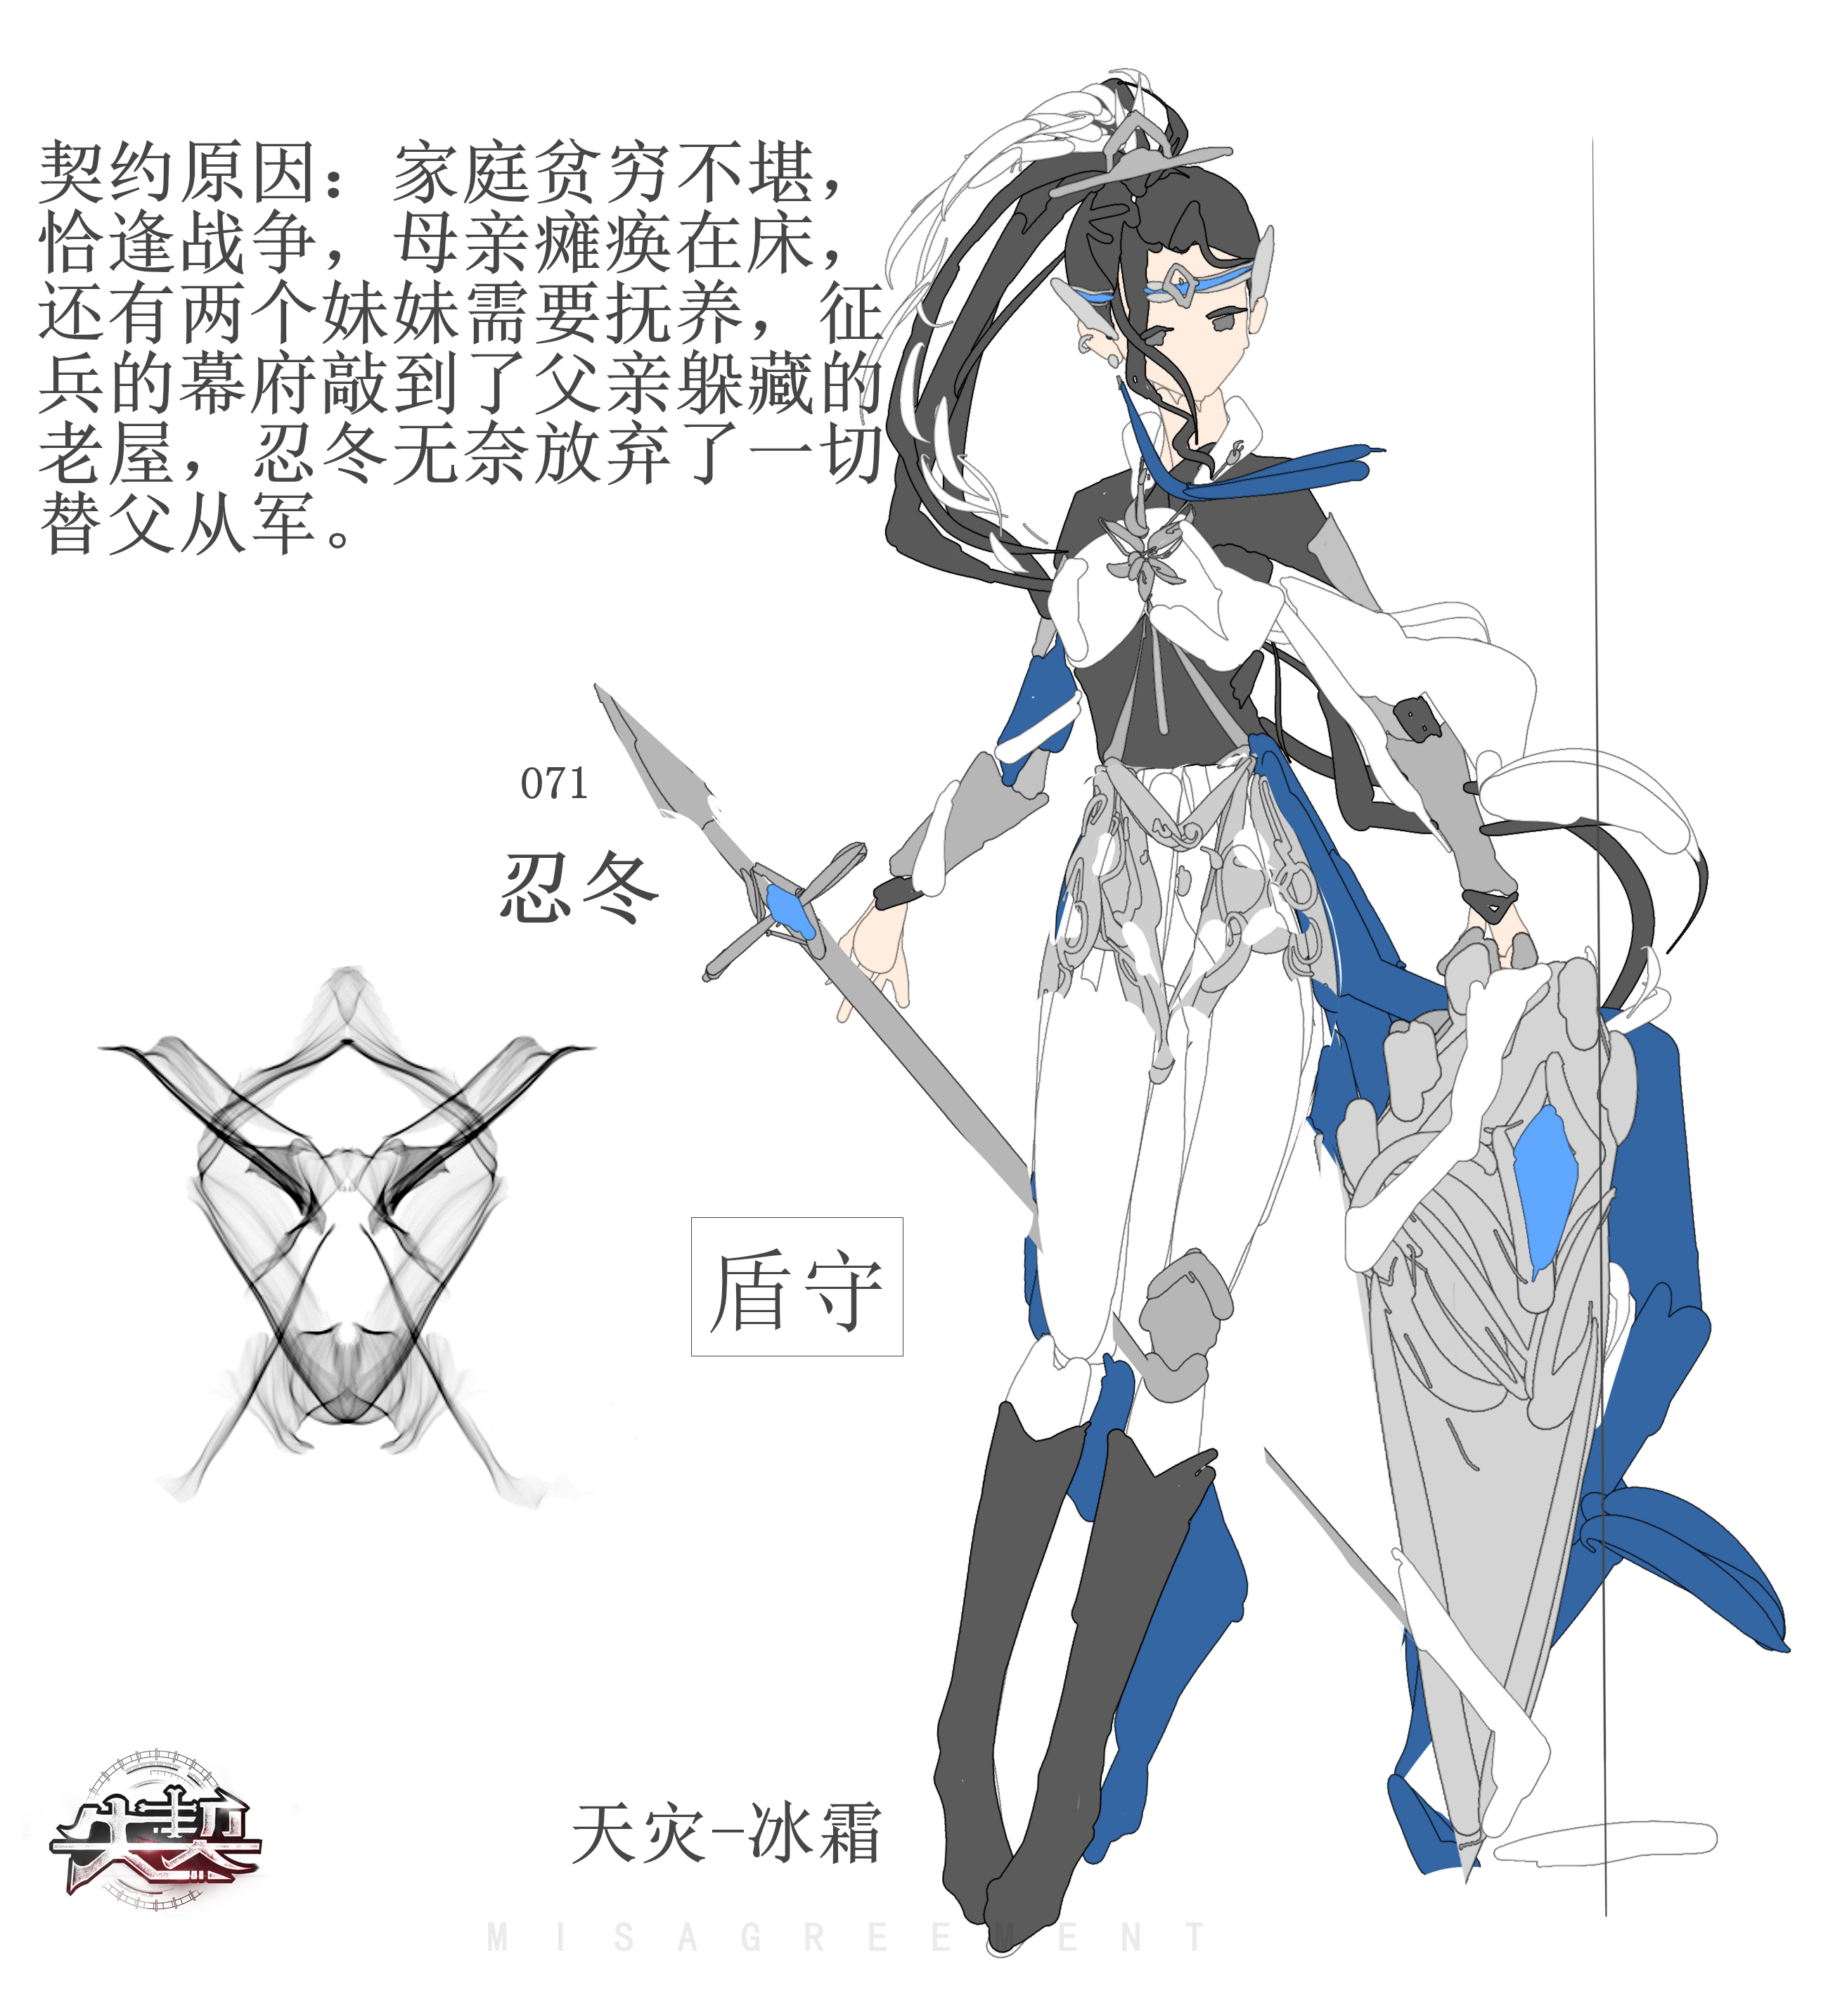 契约原因：家庭贫穷不堪，
恰逢战争，母亲瘫痪在床，
还有两个妹妹需要抚养，征
兵的幕府敲到了父亲躲藏的
老屋，忍冬无奈放弃了一切
替父从军。
071
忍冬
盾守
失契
天灾-冰霜
MISAGREEMENT